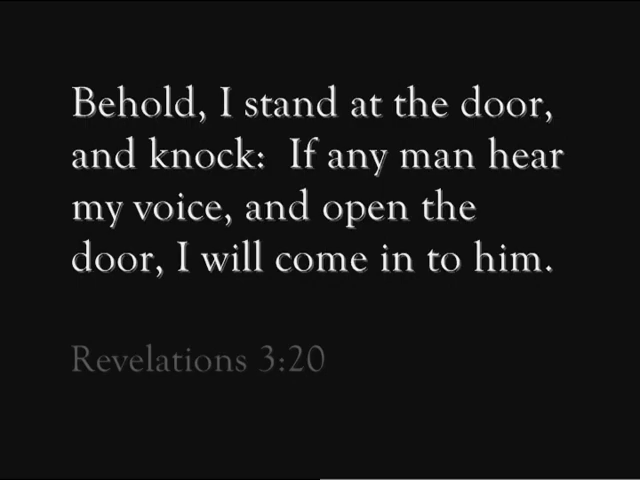 Behold, I stand at the door,
and knock:  If any man hear
my voice, and open the
door, I will come in to him.
Revelations 3:20